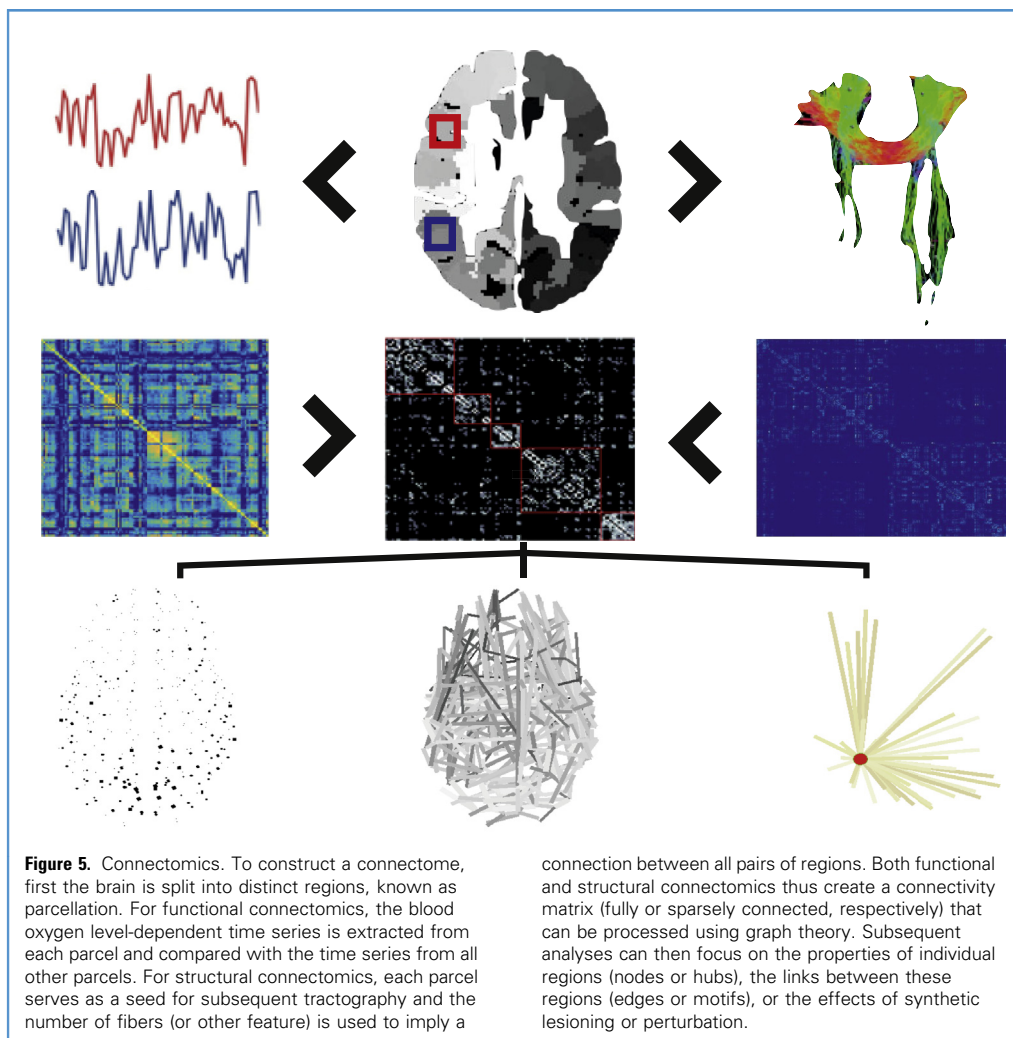 Figure 5. Connectomics. To construct a connectome,
first the brain is split into distinct regions, known as
parcellation. For functional connectomics, the blood
oxygen level-dependent time series is extracted from
each parcel and compared with the time series from all
other parcels. For structural connectomics, each parcel
serves as a seed for subsequent tractography and the
number of fibers (or other feature) is used to imply a
connection between all pairs of regions. Both functional
and structural connectomics thus create a connectivity
matrix (fully or sparsely connected, respectively) that
can be processed using graph theory. Subsequent
analyses can then focus on the properties of individual
regions (nodes or hubs), the links between these
regions (edges or motifs), or the effects of synthetic
lesioning or perturbation.